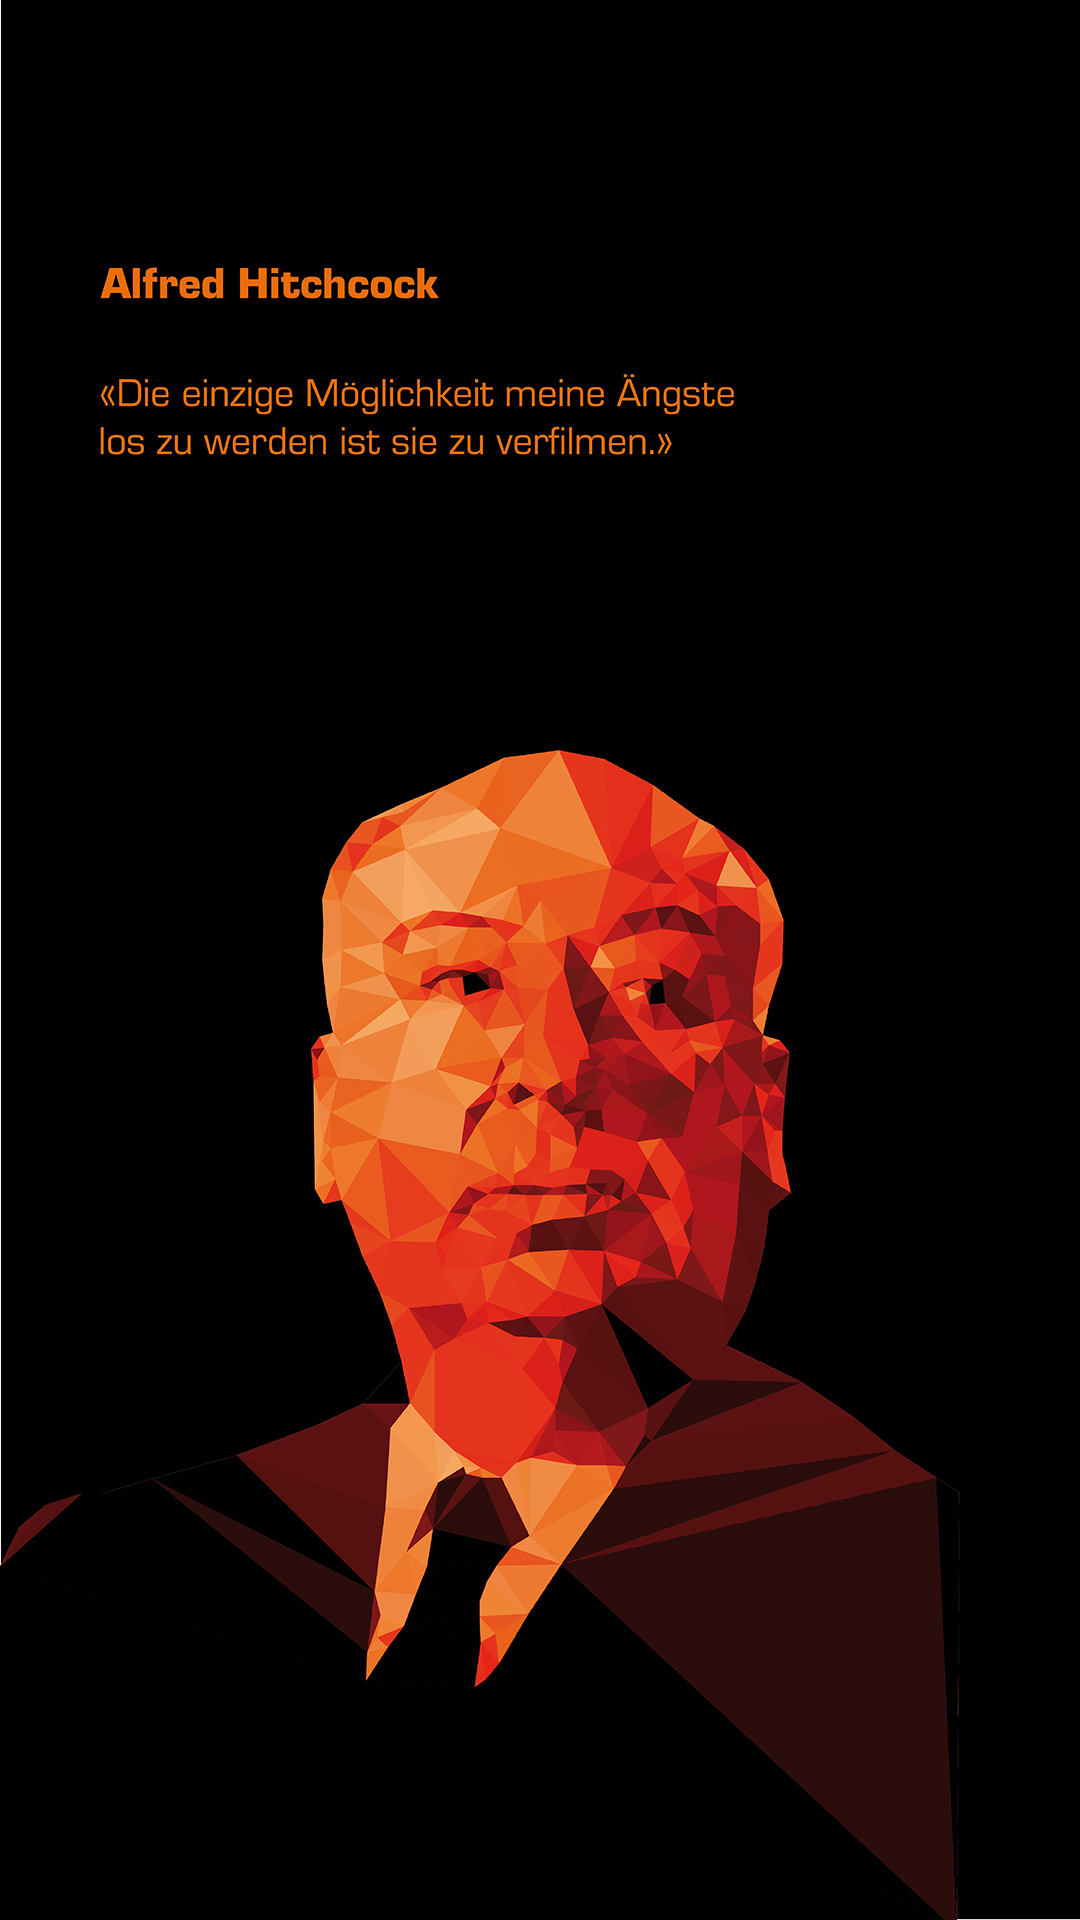 Alfred Hitchcock
«Die einzige Möglichkeit meine Ängste
los zu werden ist sie zu verfilmen.»